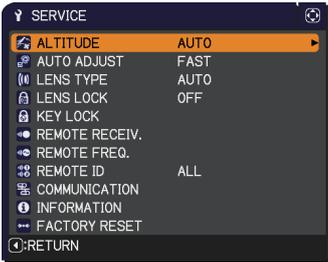 SERVICE
ALTITUDE AUTO
AUTO ADJUST FAST
LENS TYPE AUTO
LENS LOCK OFF
KEY LOCK
REMOTE RECEIV.
REMOTE FREQ.
REMOTE ID ALL
COMMUNICATION
INFORMATION
FACTORY RESET
:RETURN